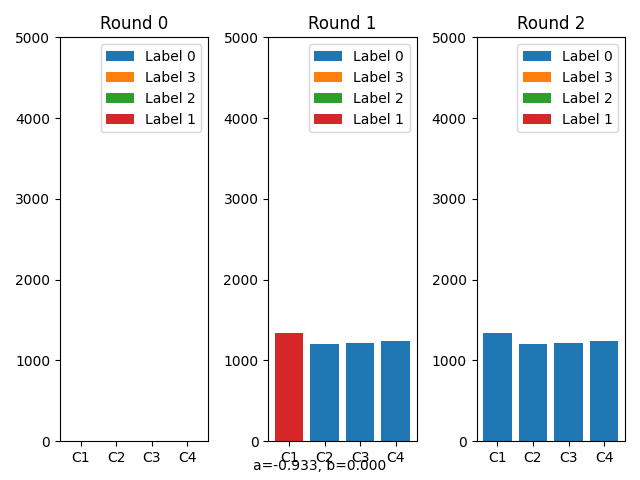 Round 0
5000
4000
3000
2000
1000
0
C1 C2 C3 C4
Label 0
Label 3
Label 2
Label 1
Round 1
5000
4000
3000
2000
1000
0
C1 C2 C3 C4
Label 0
Label 3
Label 2
Label 1
Round 2
5000
4000
3000
2000
1000
0
C1 C2 C3 C4
Label 0
Label 3
Label 2
Label 1
a=-0.933, b=0.000